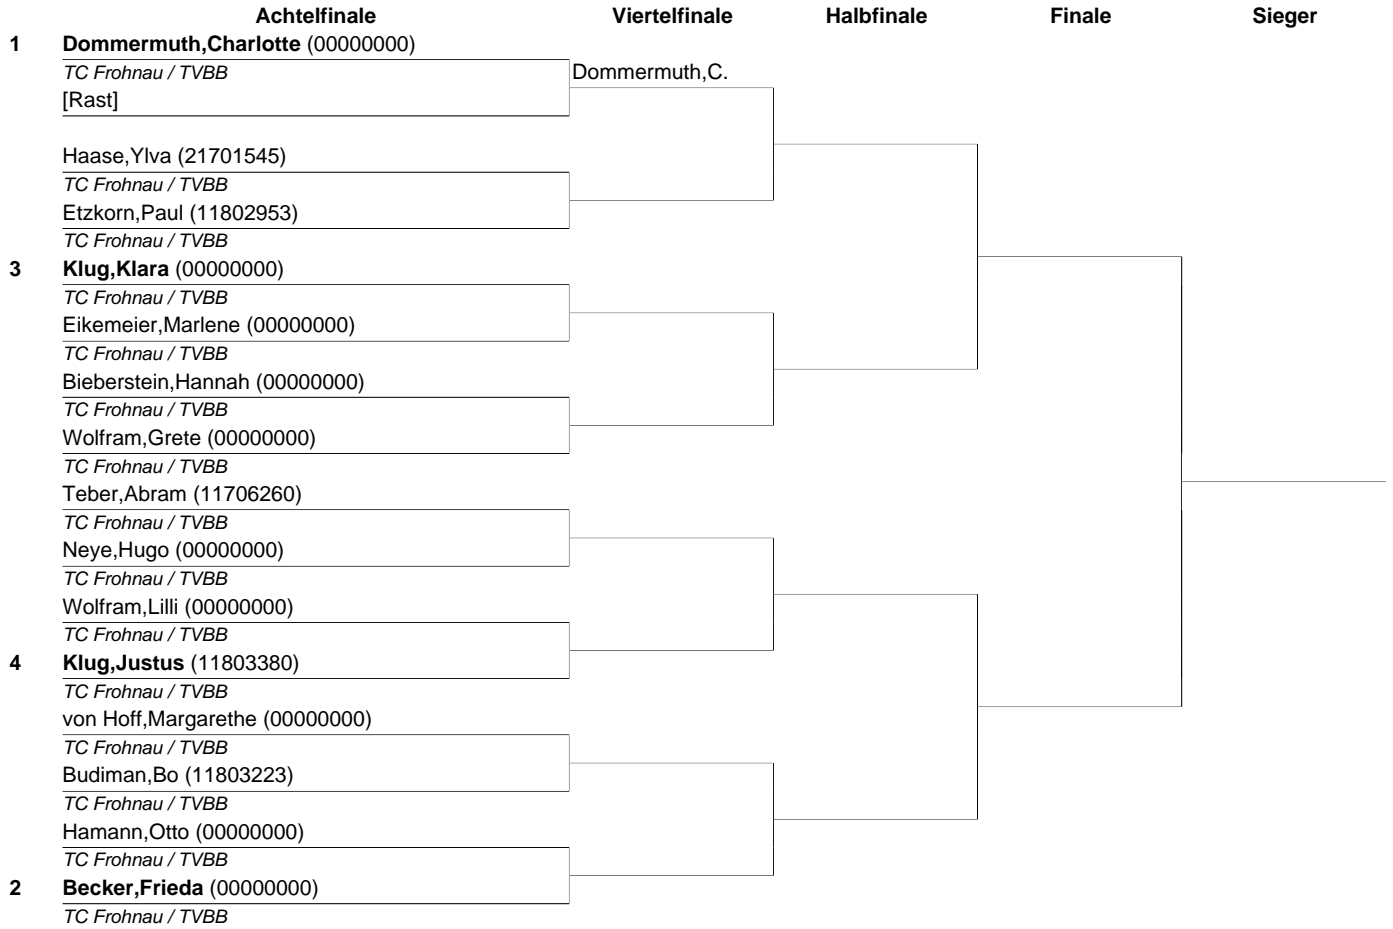 Achtelfinale Viertelfinale Halbfinale Finale Sieger
1 Dommermuth,Charlotte (00000000)
TC Frohnau / TVBB Dommermuth,C.
[Rast]
Haase,Ylva (21701545)
TC Frohnau / TVBB
Etzkorn,Paul (11802953)
TC Frohnau / TVBB
3 Klug,Klara (00000000)
TC Frohnau / TVBB
Eikemeier,Marlene (00000000)
TC Frohnau / TVBB
Bieberstein,Hannah (00000000)
TC Frohnau / TVBB
Wolfram,Grete (00000000)
TC Frohnau / TVBB
Teber,Abram (11706260)
TC Frohnau / TVBB
Neye,Hugo (00000000)
TC Frohnau / TVBB
Wolfram,Lilli (00000000)
TC Frohnau / TVBB
4 Klug,Justus (11803380)
TC Frohnau / TVBB
von Hoff,Margarethe (00000000)
TC Frohnau / TVBB
Budiman,Bo (11803223)
TC Frohnau / TVBB
Hamann,Otto (00000000)
TC Frohnau / TVBB
2 Becker,Frieda (00000000)
TC Frohnau / TVBB